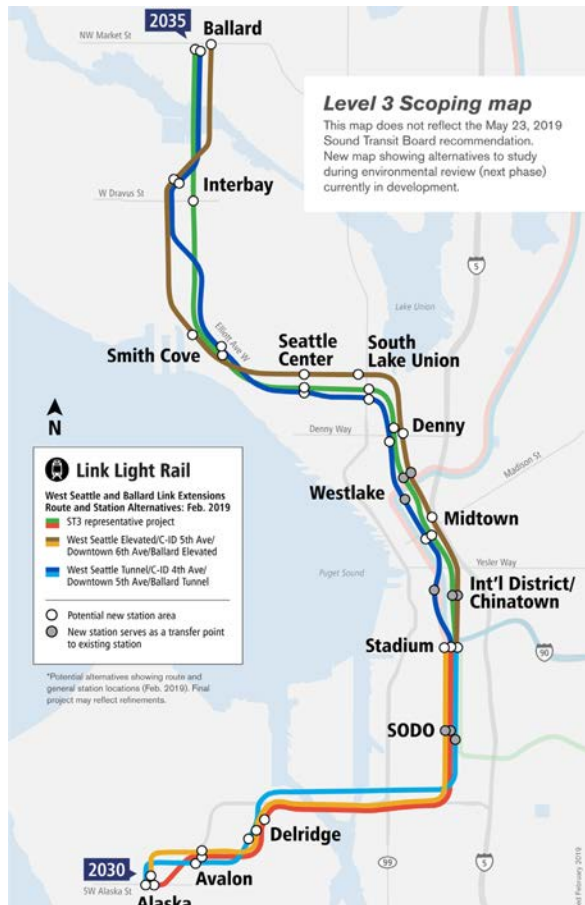 2035
Ballard
NW Market St
Level 3 Scoping map
This map does not reflect the May 23, 2019
Sound Transit Board recommendation.
New map showing alternatives to study
during environmental review (next phase)
currently in development.
W Dravus St
Interbay
5
Lake Union
Elliott Ave W
Smith Cove
Seattle
Center
South
Lake Union
N
Denny Way
Denny
Madison St
Westlake
Midtown
Link Light Rail
West Seattle and Ballard Link Extensions
Route and Station Alternatives: Feb. 2019
ST3 representative project
West Seattle Elevated/C-ID 5th Ave/
Downtown 6th Ave/Ballard Elevated
West Seattle Tunnel/C-ID 4th Ave/
Downtown 5th Ave/Ballard Tunnel
Potential new station area
New station serves as a transfer point
to existing station
*Potential alternatives showing route and
general station locations (Feb. 2019). Final
project may reflect refinements.
Puget Sound
Yesler Way
Int'l District/
Chinatown
Stadium
90
SODO
Delridge
Avalon
2030
SW Alaska St
Alaska
99
5
February 2019